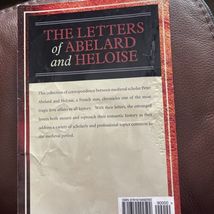 THE LETTERS
of ABELARD
and HELOISE
This collection of correspondence between medieval scholar Peter
Abelard and Heloise, a French nun, chronicles one of the most
tragic love affairs in all history. With their letters, the estranged
lovers both mourn and reproach their romantic history as they
address a variety of scholarly and professional topics common to
the medieval period.
90000